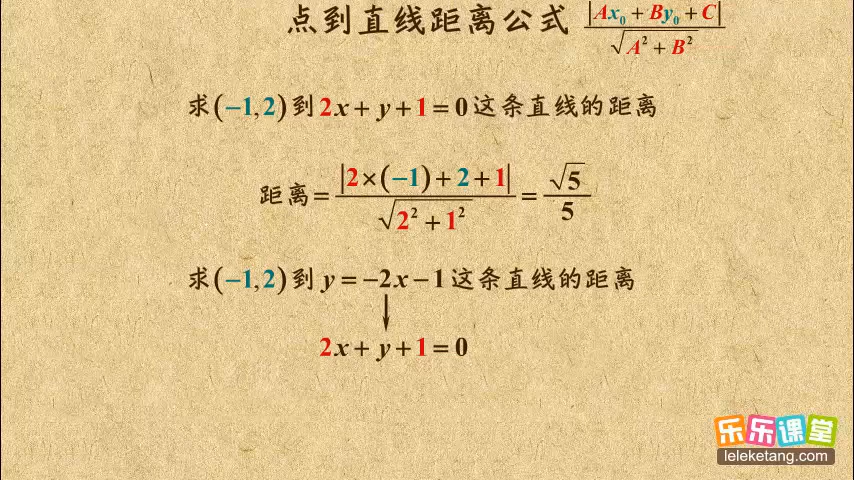 点到直线距离公式 |Ax₀+By₀+C| / √(A²+B²)
求(−1,2)到2x+y+1=0这条直线的距离
距离=|2×(−1)+2+1| / √(2²+1²) = √5 / 5
求(−1,2)到y=−2x−1这条直线的距离
2x+y+1=0
乐乐课堂
leleketang.com